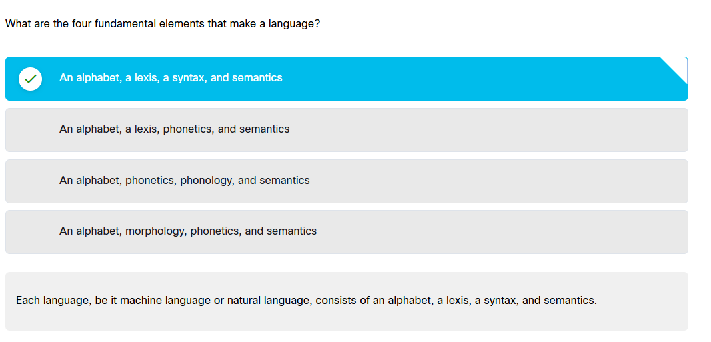 What are the four fundamental elements that make a language?
An alphabet, a lexis, a syntax, and semantics
An alphabet, a lexis, phonetics, and semantics
An alphabet, phonetics, phonology, and semantics
An alphabet, morphology, phonetics, and semantics
Each language, be it machine language or natural language, consists of an alphabet, a lexis, a syntax, and semantics.